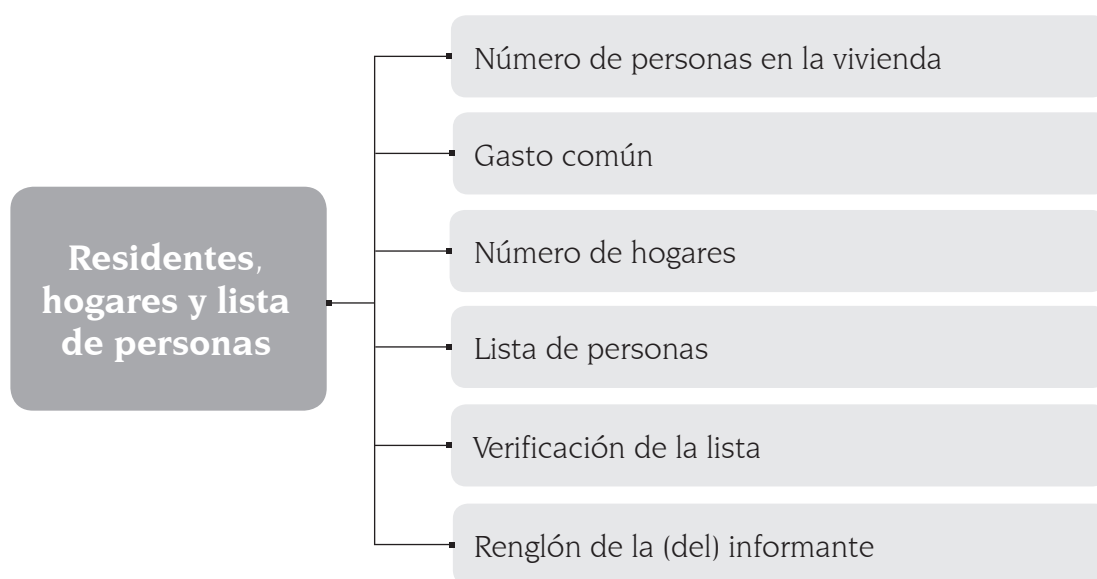 Residentes,
hogares y lista
de personas
Número de personas en la vivienda
Gasto común
Número de hogares
Lista de personas
Verificación de la lista
Renglón de la (del) informante